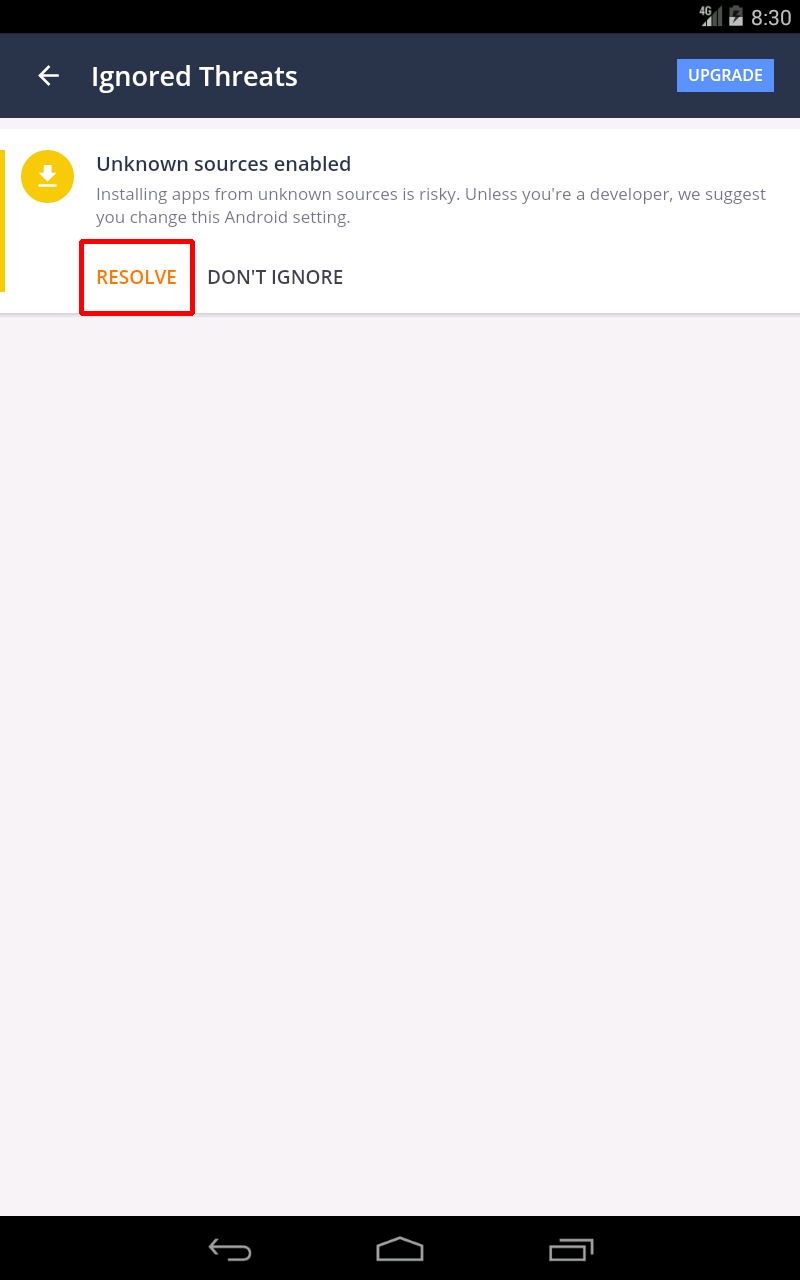 4G 8:30
Ignored Threats UPGRADE
Unknown sources enabled
Installing apps from unknown sources is risky. Unless you're a developer, we suggest
you change this Android setting.
RESOLVE DON'T IGNORE